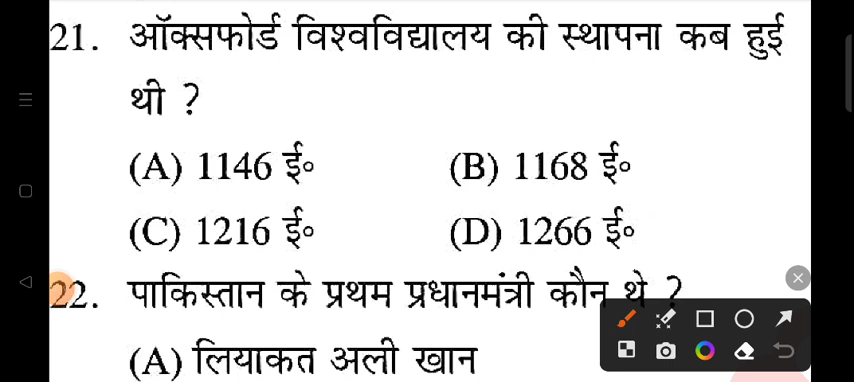 21. ऑक्सफोर्ड विश्वविद्यालय की स्थापना कब हुई
थी ?
(A) 1146 ई० (B) 1168 ई०
(C) 1216 ई० (D) 1266 ई०
22. पाकिस्तान के प्रथम प्रधानमंत्री कौन थे ?
(A) लियाकत अली खान